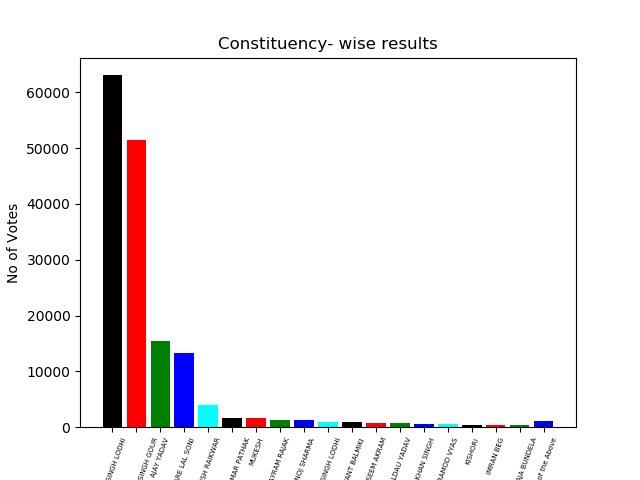 Constituency- wise results
No of Votes
60000
50000
40000
30000
20000
10000
0
SINGH LODHI
SINGH GOUR
AJAY YADAV
LAL SONI
RAIKWAR
PATHAK
MUKESH
RAJAK
SHARMA
SINGH LODHI
BALMIKI
AKRAM
YADAV
KHAN SINGH
VYAS
KISHORI
IMRAN BEG
BUNDELA
of the Above